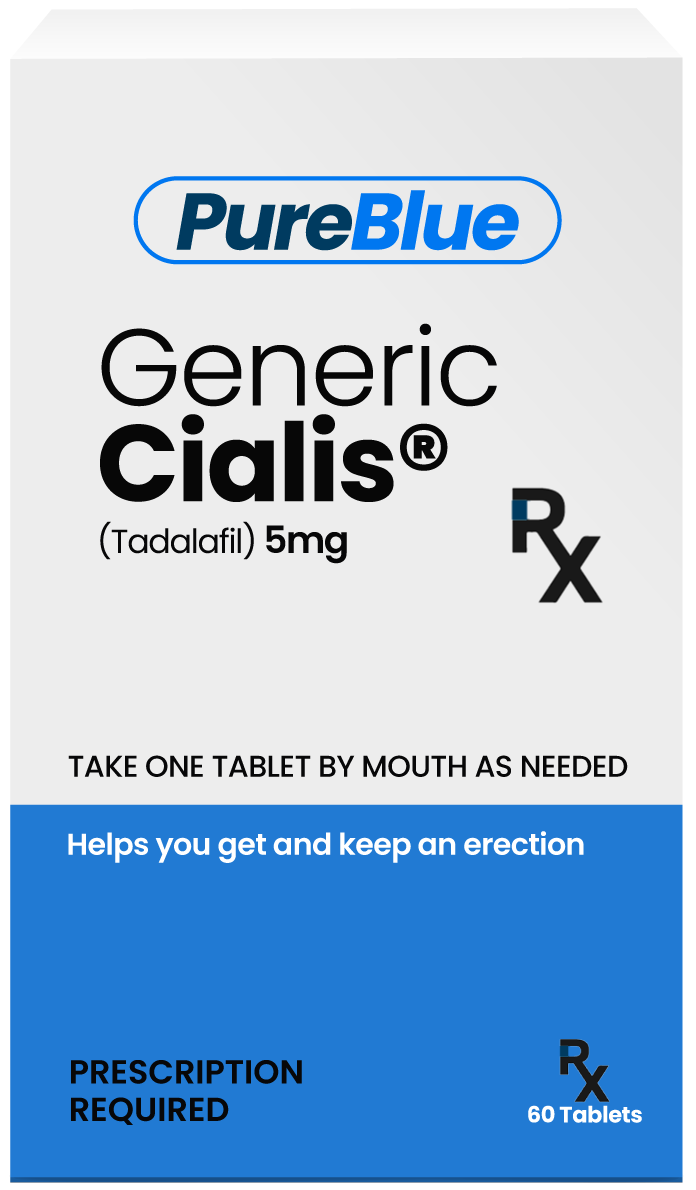 PureBlue
Generic
Cialis®
(Tadalafil) 5mg
Rx
TAKE ONE TABLET BY MOUTH AS NEEDED
Helps you get and keep an erection
PRESCRIPTION
REQUIRED
Rx
60 Tablets